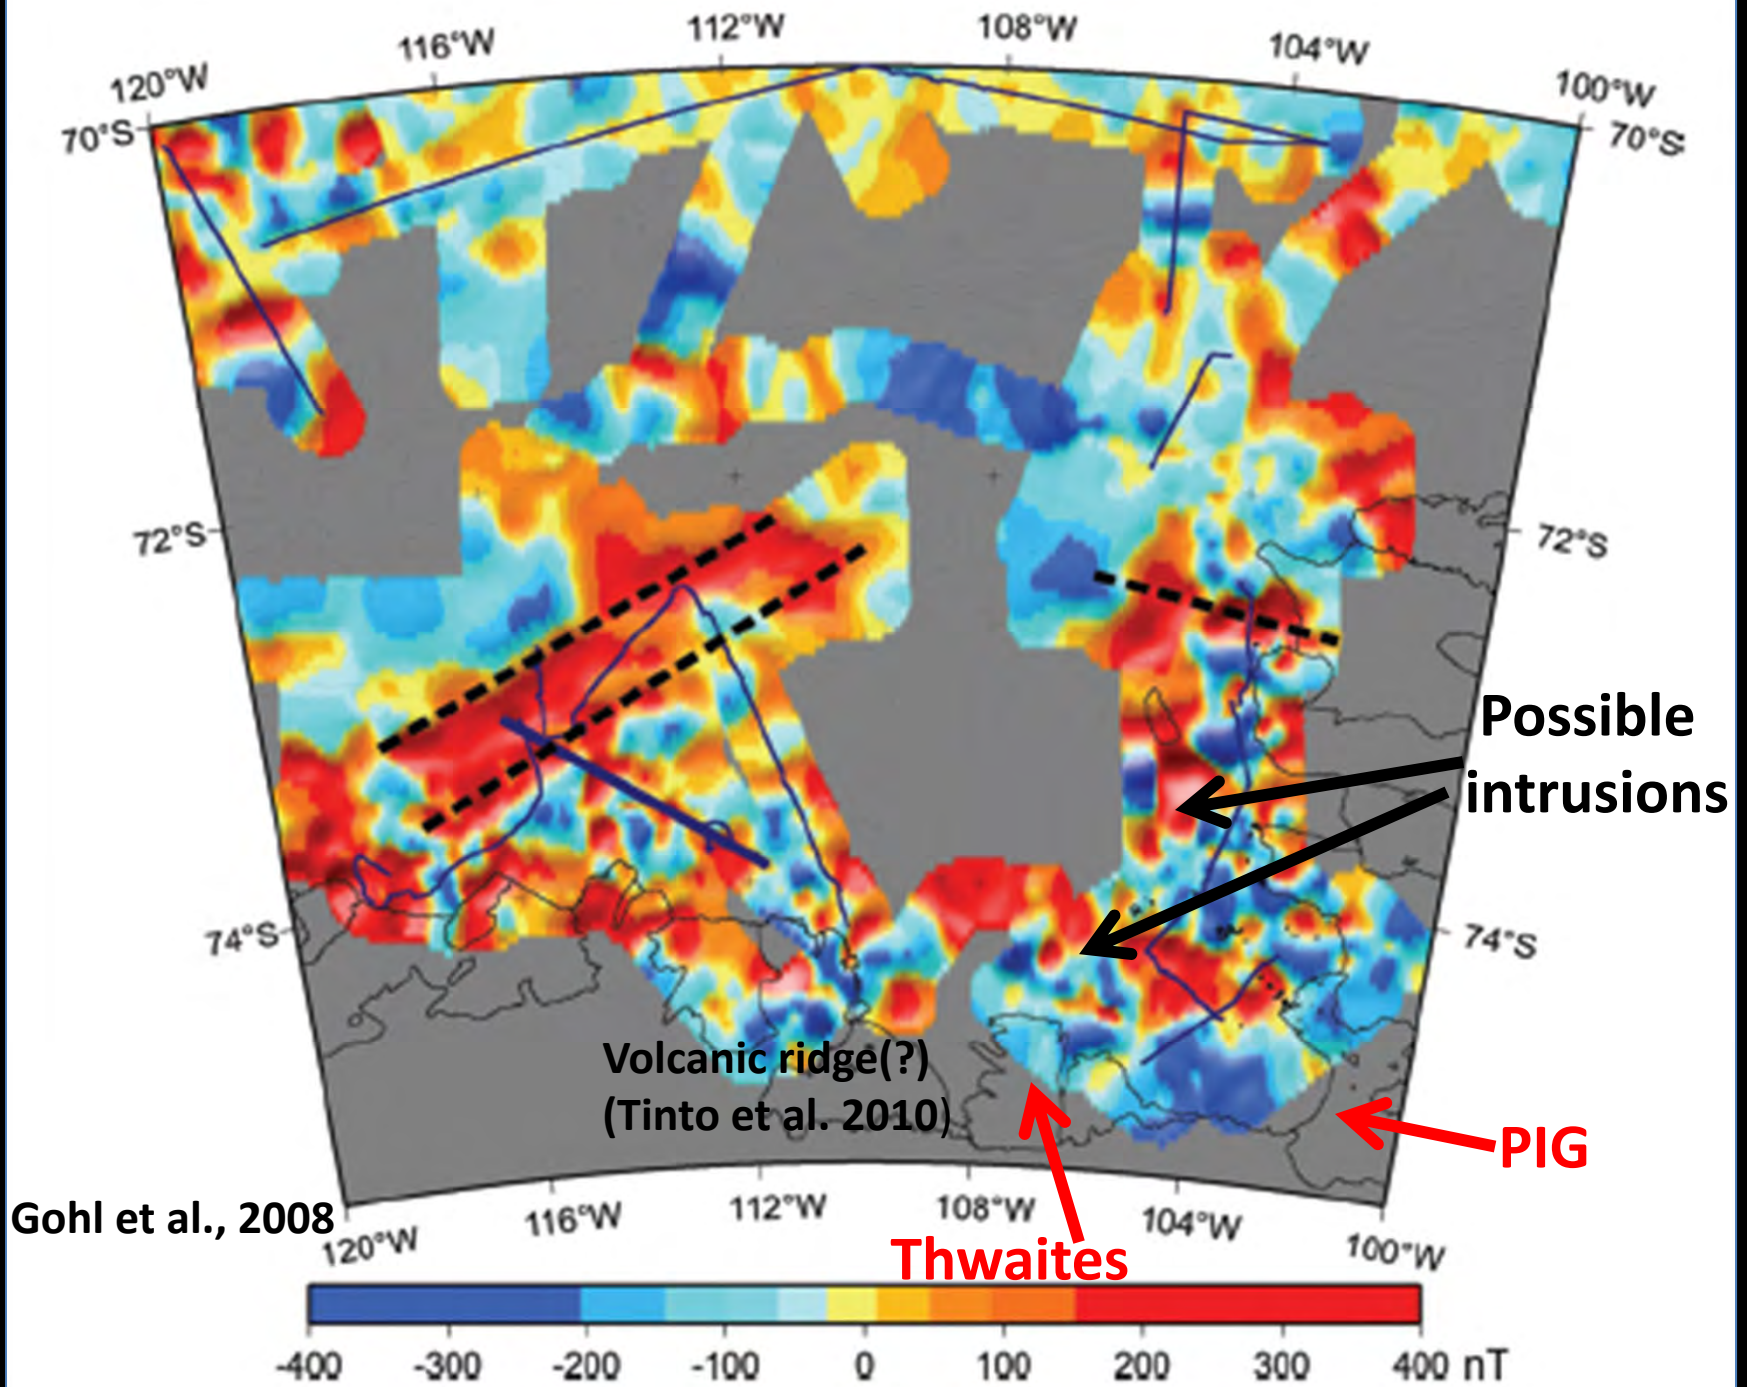 120°W
116°W
112°W
108°W
104°W
100°W
70°S
70°S
72°S
72°S
Possible
intrusions
74°S
74°S
Volcanic ridge(?)
(Tinto et al. 2010)
PIG
Gohl et al., 2008
120°W
116°W
112°W
108°W
104°W
100°W
Thwaites
-400 -300 -200 -100 0 100 200 300 400 nT